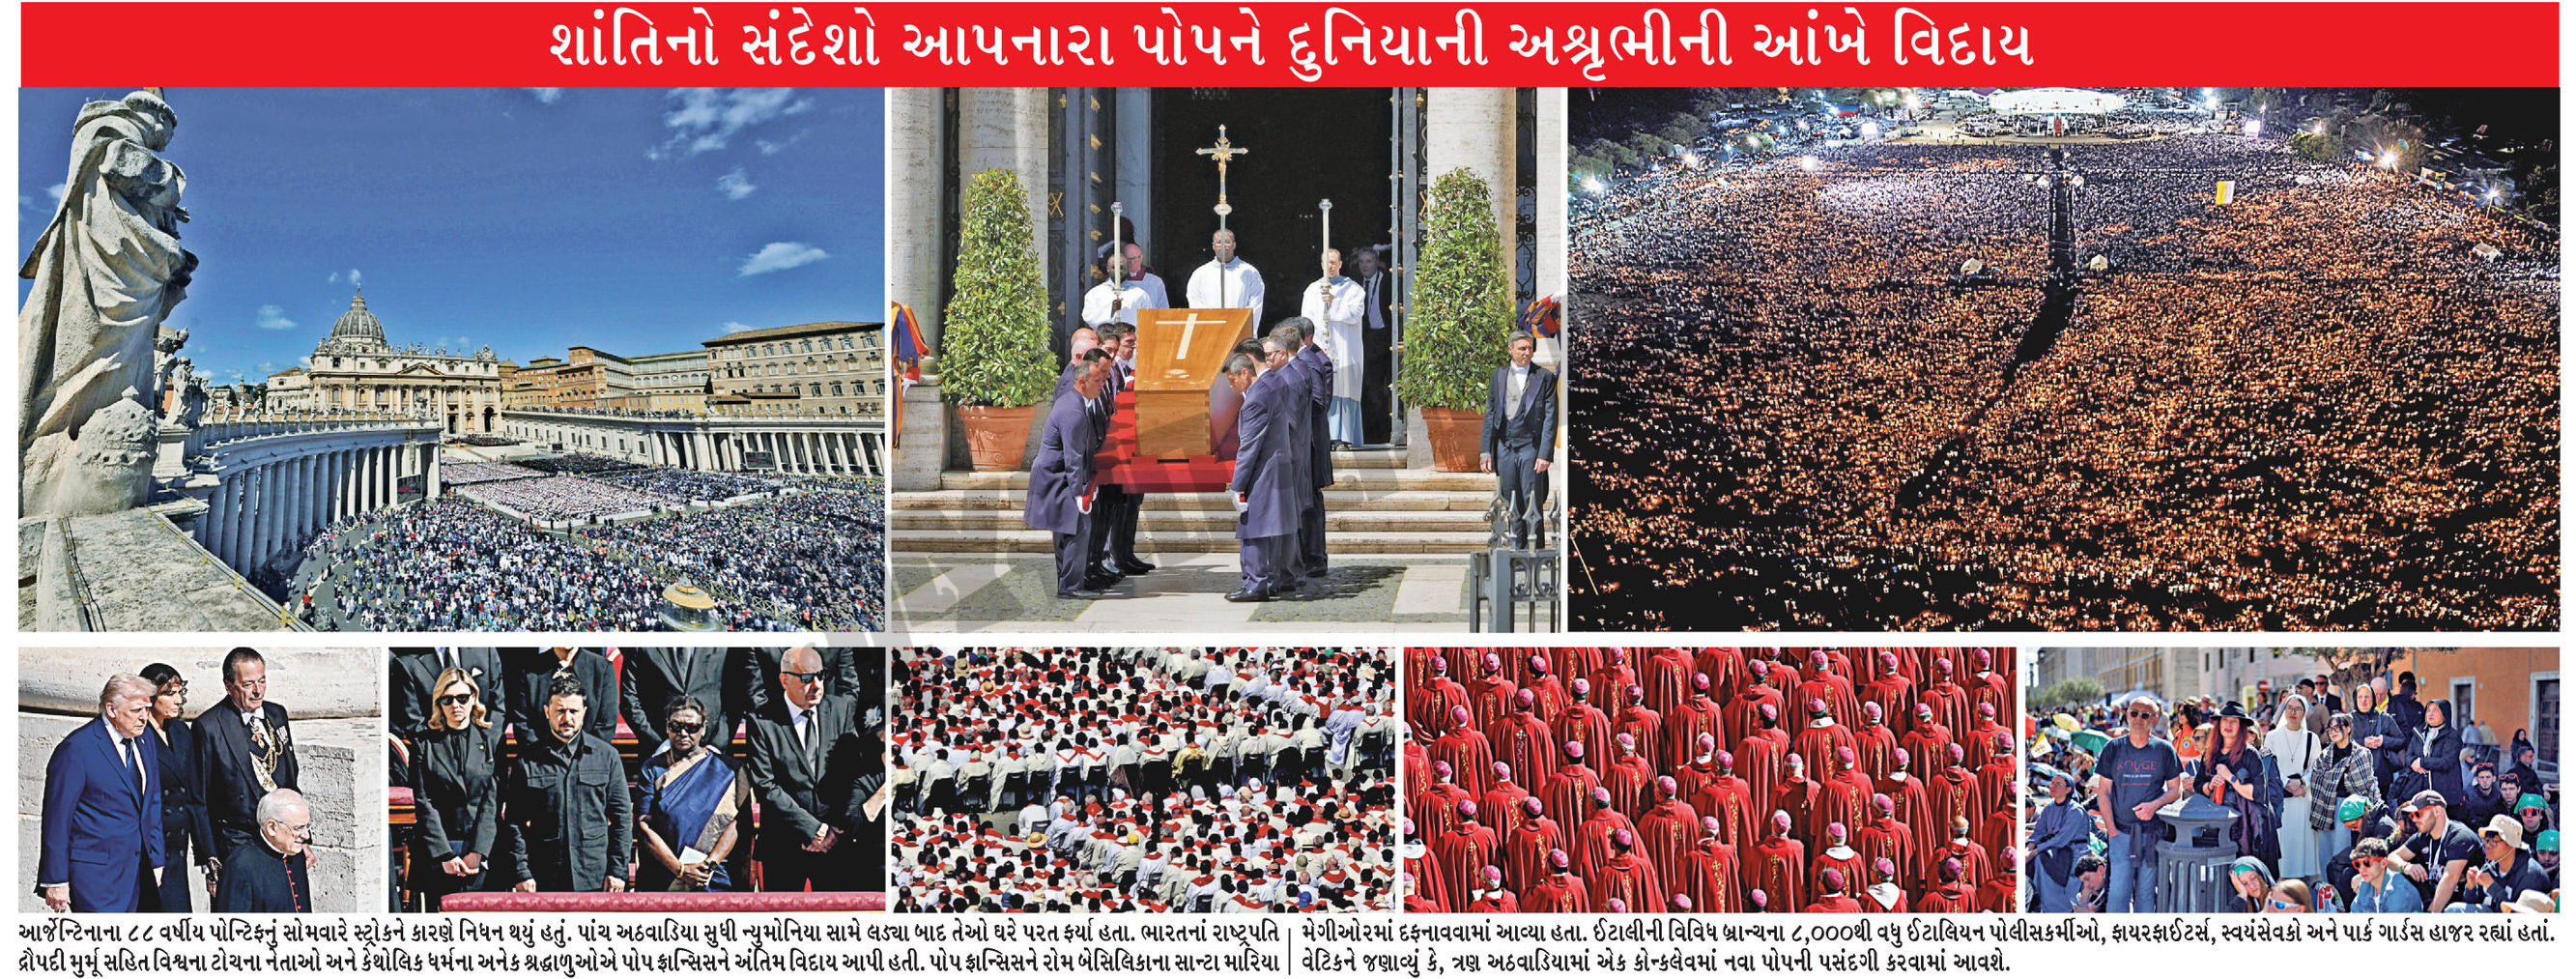 શાંતિનો સંદેશો આપનારા પોપને દુનિયાની અશ્રૃભીની આંખે વિદાય
આર્જેન્ટિનાના ૮૮ વર્ષીય પોન્ટિફનું સોમવારે સ્ટ્રોકને કારણે નિધન થયું હતું. પાંચ અઠવાડિયા સુધી ન્યુમોનિયા સામે લડ્યા બાદ તેઓ ઘરે પરત ફર્યા હતા. ભારતનાં રાષ્ટ્રપતિ
દ્રૌપદી મુર્મૂ સહિત વિશ્વના ટોચના નેતાઓ અને કેથોલિક ધર્મના અનેક શ્રદ્ધાળુઓએ પોપ ફ્રાન્સિસને અંતિમ વિદાય આપી હતી. પોપ ફ્રાન્સિસને રોમ બેસિલિકાના સાન્ટા મારિયા
મેગીઓરમાં દફનાવવામાં આવ્યા હતા. ઈટાલીની વિવિધ બ્રાન્ચના ૮,૦૦૦થી વધુ ઈટાલિયન પોલીસકર્મીઓ, ફાયરફાઈટર્સ, સ્વયંસેવકો અને પાર્ક ગાર્ડસ હાજર રહ્યાં હતાં.
વેટિકને જણાવ્યું કે, ત્રણ અઠવાડિયામાં એક કોન્કલેવમાં નવા પોપની પસંદગી કરવામાં આવશે.